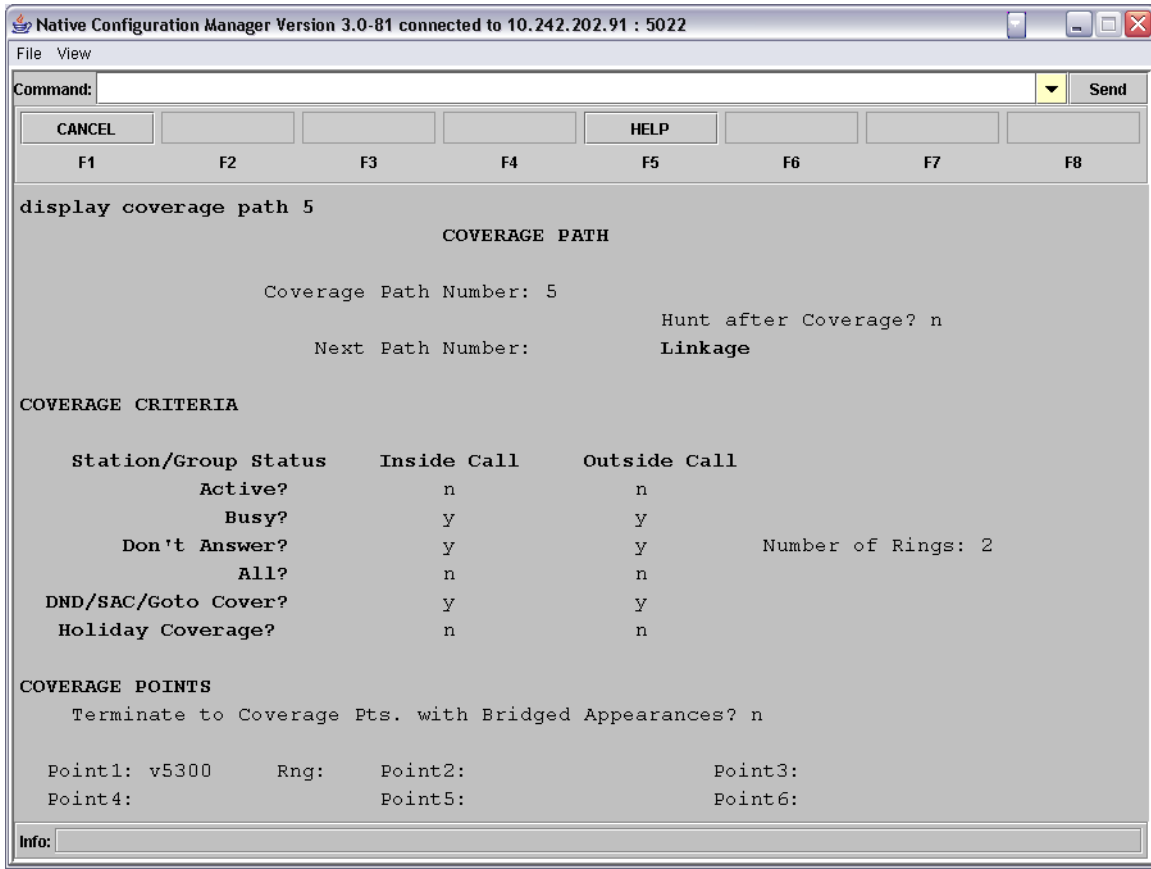 Native Configuration Manager Version 3.0-81 connected to 10.242.202.91 : 5022
File View
Command: Send
CANCEL HELP
F1 F2 F3 F4 F5 F6 F7 F8
display coverage path 5
COVERAGE PATH
Coverage Path Number: 5
Hunt after Coverage? n
Next Path Number: Linkage
COVERAGE CRITERIA
Station/Group Status Inside Call Outside Call
Active? n n
Busy? y y
Don't Answer? y y Number of Rings: 2
All? n n
DND/SAC/Goto Cover? y y
Holiday Coverage? n n
COVERAGE POINTS
Terminate to Coverage Pts. with Bridged Appearances? n
Point1: v5300 Rng: Point2: Point3:
Point4: Point5: Point6:
Info: